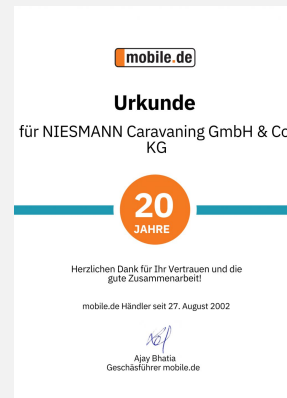 mobile.de
Urkunde
für NIESMANN Caravaning GmbH & Co
KG
20
JAHRE
Herzlichen Dank für Ihr Vertrauen und die
gute Zusammenarbeit!
mobile.de Händler seit 27. August 2002
Ajay Bhatia
Geschäsführer mobile.de